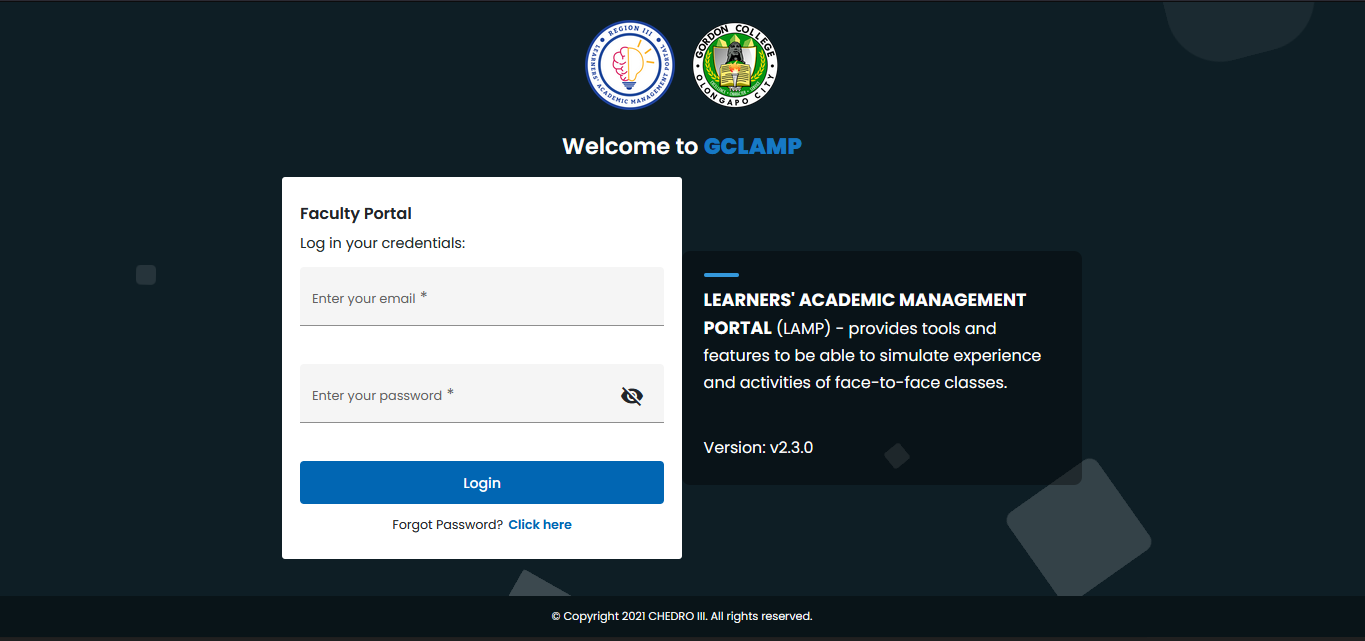 REGION III
LEARNERS' ACADEMIC MANAGEMENT PORTAL
GORDON COLLEGE
OLONGAPO CITY
Welcome to GCLAMP
Faculty Portal
Log in your credentials:
Enter your email *
Enter your password *
Login
Forgot Password? Click here
LEARNERS' ACADEMIC MANAGEMENT
PORTAL (LAMP) - provides tools and
features to be able to simulate experience
and activities of face-to-face classes.
Version: v2.3.0
© Copyright 2021 CHEDRO III. All rights reserved.